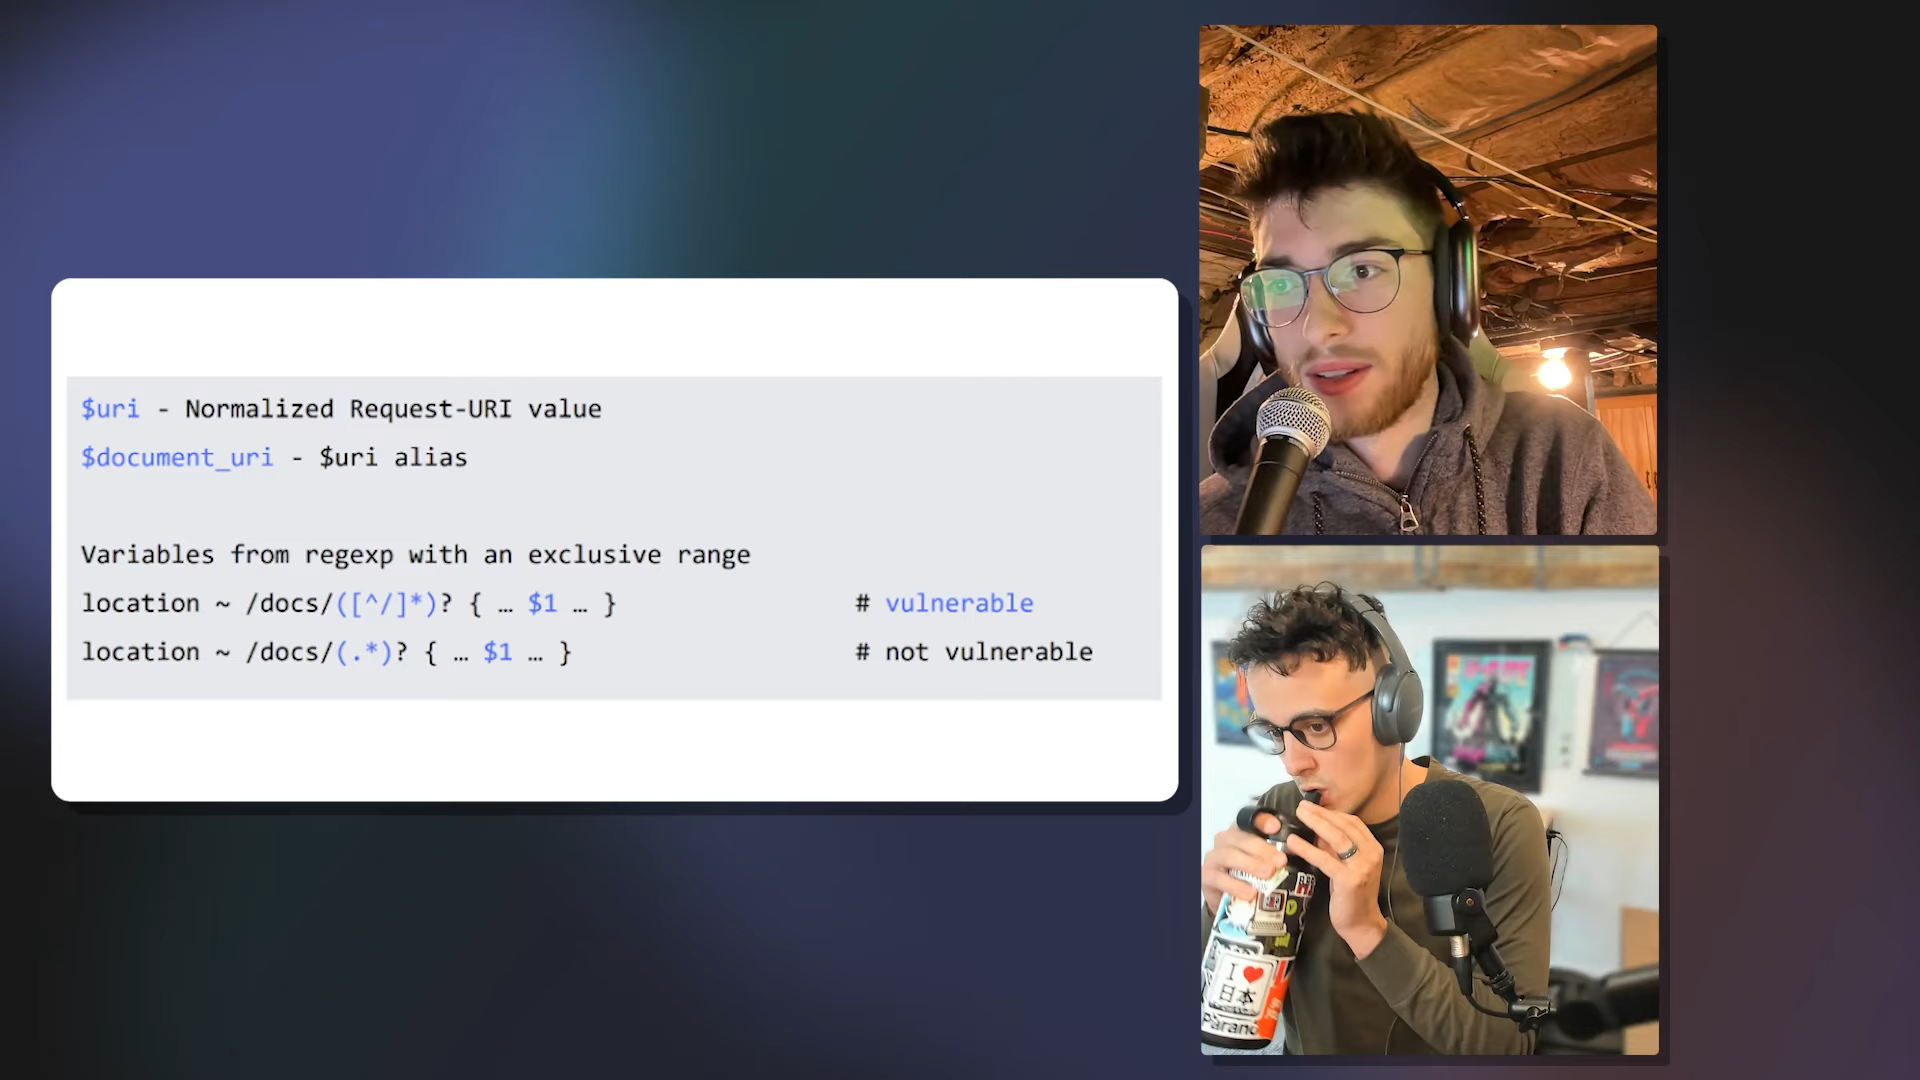 $uri - Normalized Request-URI value
$document_uri - $uri alias
Variables from regexp with an exclusive range
location ~ /docs/([^/]*)? { … $1 … } # vulnerable
location ~ /docs/(.*)? { … $1 … } # not vulnerable
I ❤
日本